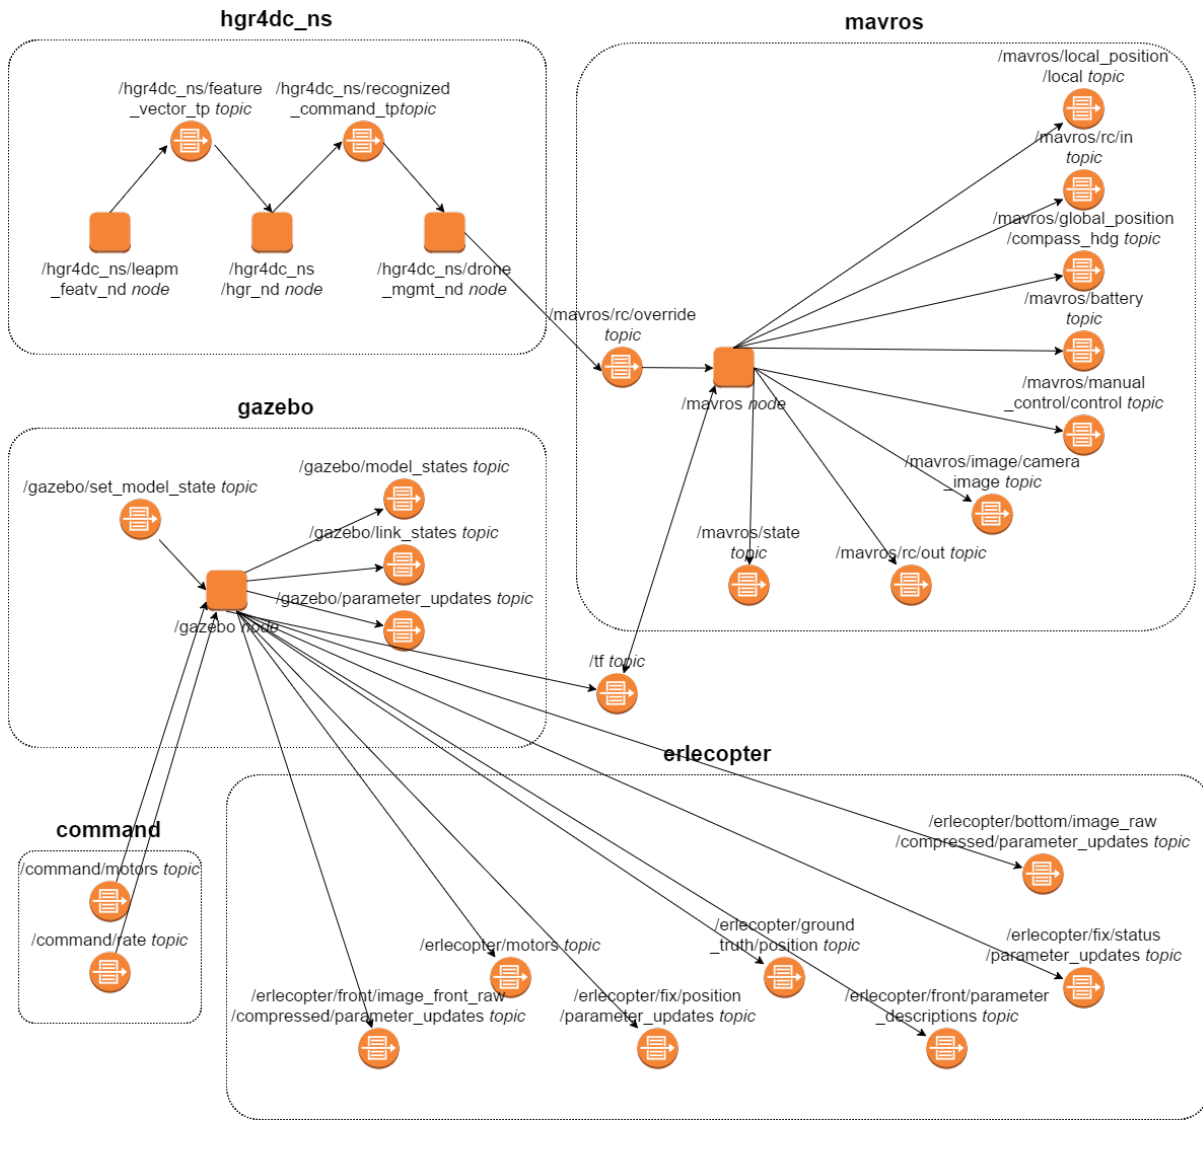 hgr4dc_ns
/hgr4dc_ns/feature
_vector_tp topic
/hgr4dc_ns/recognized
_command_tptopic
/hgr4dc_ns/leapm
_featv_nd node
/hgr4dc_ns
/hgr_nd node
/hgr4dc_ns/drone
_mgmt_nd node
mavros
/mavros/local_position
/local topic
/mavros/rc/in
topic
/mavros/global_position
/compass_hdg topic
/mavros/battery
topic
/mavros/rc/override
topic
/mavros node
/mavros/manual
_control/control topic
/mavros/image/camera
_image topic
/mavros/state
topic
/mavros/rc/out topic
gazebo
/gazebo/set_model_state topic
/gazebo/model_states topic
/gazebo/link_states topic
/gazebo/parameter_updates topic
/gazebo node
/tf topic
command
/command/motors topic
/command/rate topic
erlecopter
/erlecopter/bottom/image_raw
/compressed/parameter_updates topic
/erlecopter/motors topic
/erlecopter/ground
_truth/position topic
/erlecopter/fix/status
/parameter_updates topic
/erlecopter/front/image_front_raw
/compressed/parameter_updates topic
/erlecopter/fix/position
/parameter_updates topic
/erlecopter/front/parameter
_descriptions topic